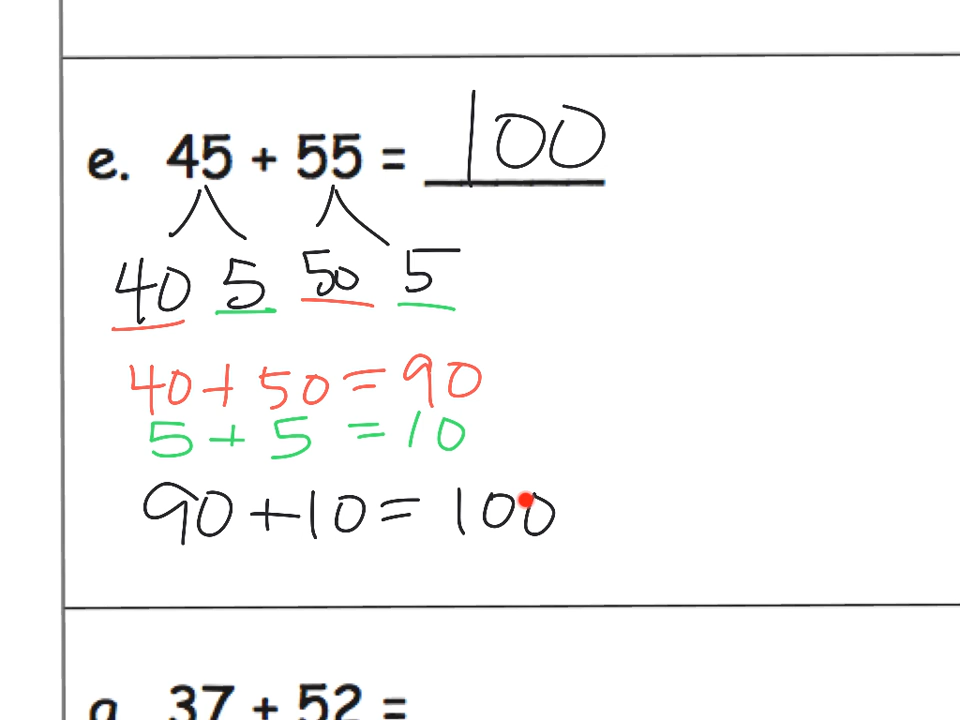 e. 45 + 55 = 100
40 5 50 5
40 + 50 = 90
5 + 5 = 10
90 + 10 = 100
g. 37 + 52 =